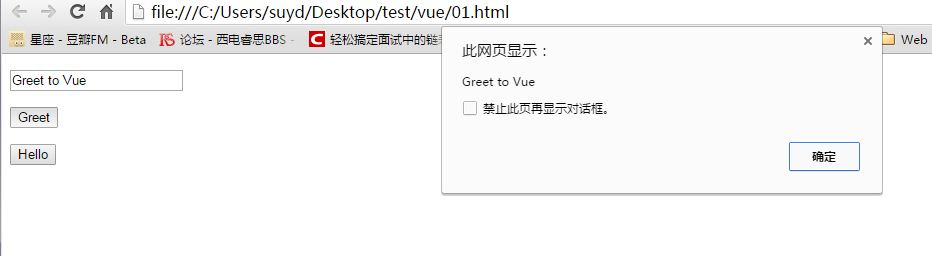 file:///C:/Users/suyd/Desktop/test/vue/01.html
星座 - 豆瓣FM - Beta
RS 论坛 - 西电睿思BBS -
C 轻松搞定面试中的链
Web
此网页显示：
Greet to Vue
禁止此页再显示对话框。
确定
Greet to Vue
Greet
Hello